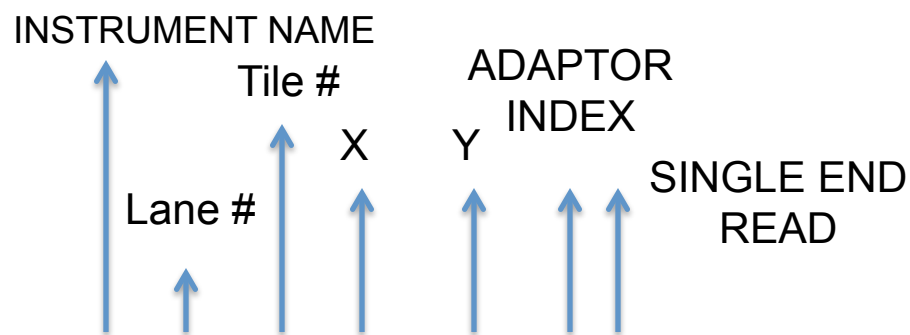 INSTRUMENT NAME
Tile #
ADAPTOR
INDEX
X
Y
Lane #
SINGLE END
READ